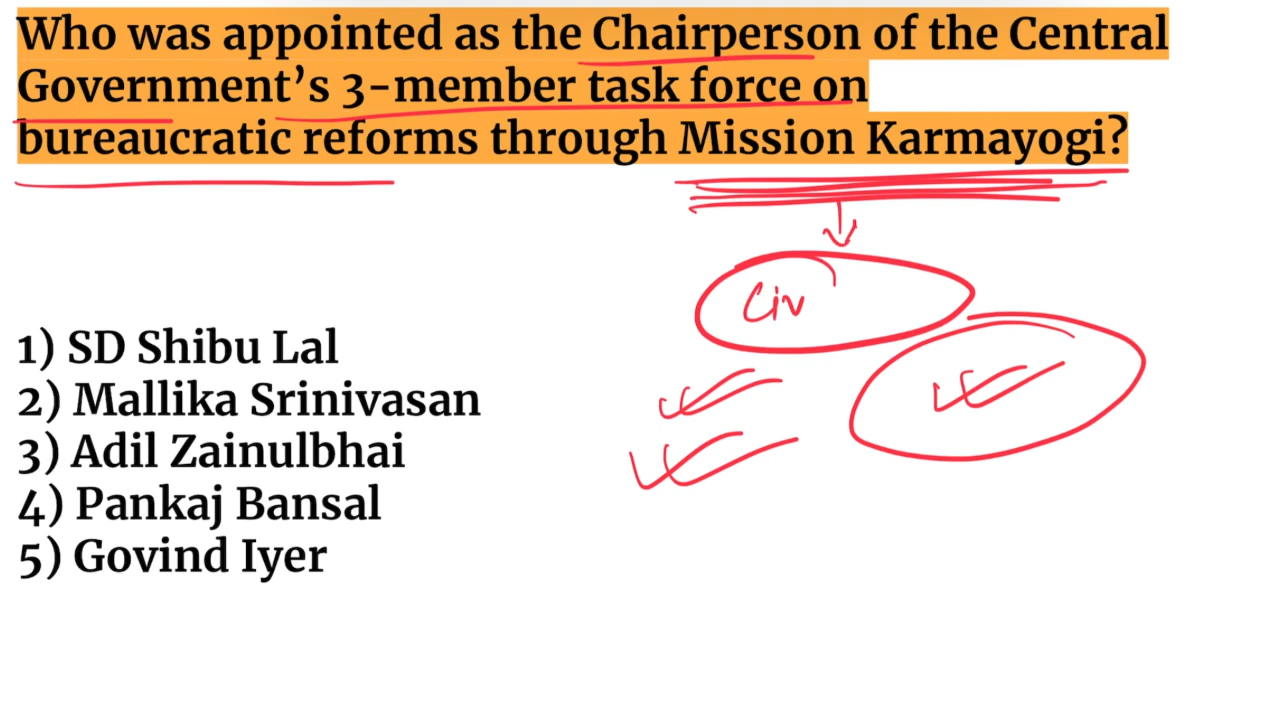 Who was appointed as the Chairperson of the Central
Government’s 3-member task force on
bureaucratic reforms through Mission Karmayogi?
Civ
1) SD Shibu Lal
2) Mallika Srinivasan
3) Adil Zainulbhai
4) Pankaj Bansal
5) Govind Iyer